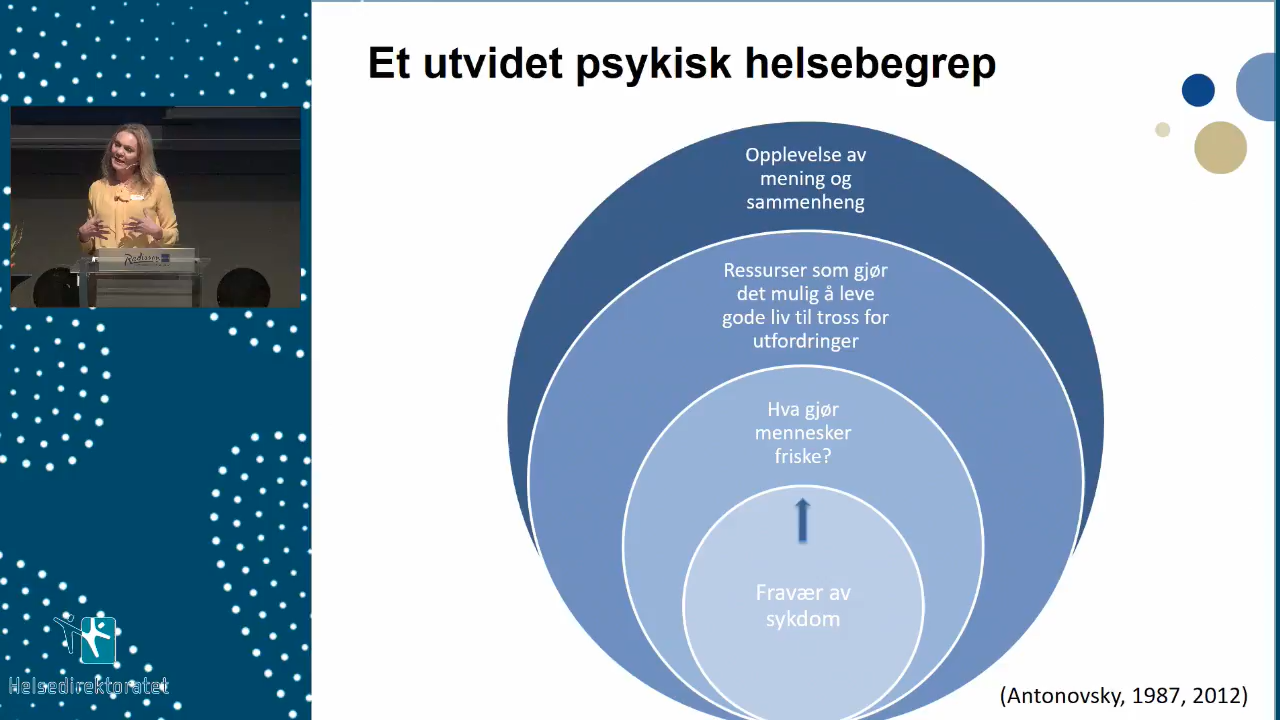 Et utvidet psykisk helsebegrep
Opplevelse av
mening og
sammenheng
Ressurser som gjør
det mulig å leve
gode liv til tross for
utfordringer
Hva gjør
mennesker
friske?
Fravær av
sykdom
(Antonovsky, 1987, 2012)
Radisson
Helsedirektoratet